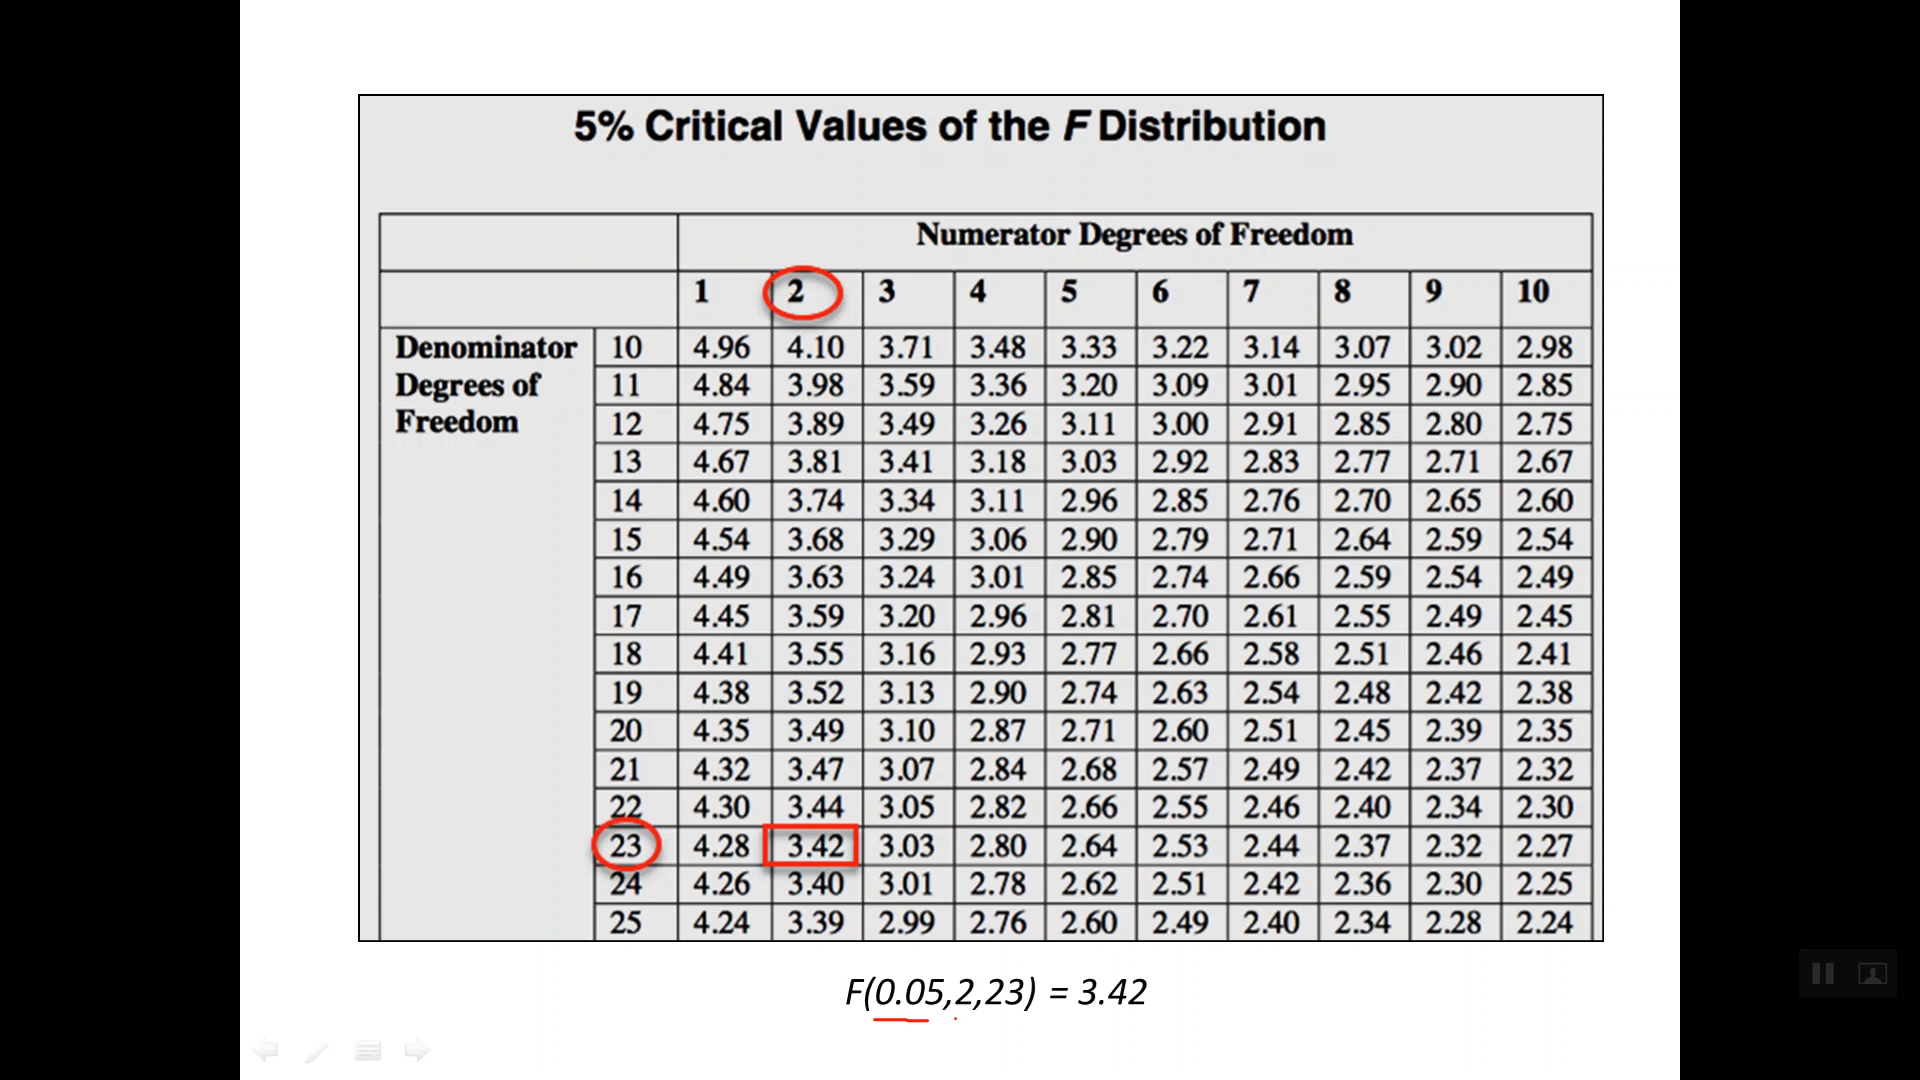 5% Critical Values of the F Distribution
Numerator Degrees of Freedom
1 2 3 4 5 6 7 8 9 10
Denominator 10 4.96 4.10 3.71 3.48 3.33 3.22 3.14 3.07 3.02 2.98
Degrees of 11 4.84 3.98 3.59 3.36 3.20 3.09 3.01 2.95 2.90 2.85
Freedom 12 4.75 3.89 3.49 3.26 3.11 3.00 2.91 2.85 2.80 2.75
13 4.67 3.81 3.41 3.18 3.03 2.92 2.83 2.77 2.71 2.67
14 4.60 3.74 3.34 3.11 2.96 2.85 2.76 2.70 2.65 2.60
15 4.54 3.68 3.29 3.06 2.90 2.79 2.71 2.64 2.59 2.54
16 4.49 3.63 3.24 3.01 2.85 2.74 2.66 2.59 2.54 2.49
17 4.45 3.59 3.20 2.96 2.81 2.70 2.61 2.55 2.49 2.45
18 4.41 3.55 3.16 2.93 2.77 2.66 2.58 2.51 2.46 2.41
19 4.38 3.52 3.13 2.90 2.74 2.63 2.54 2.48 2.42 2.38
20 4.35 3.49 3.10 2.87 2.71 2.60 2.51 2.45 2.39 2.35
21 4.32 3.47 3.07 2.84 2.68 2.57 2.49 2.42 2.37 2.32
22 4.30 3.44 3.05 2.82 2.66 2.55 2.46 2.40 2.34 2.30
23 4.28 3.42 3.03 2.80 2.64 2.53 2.44 2.37 2.32 2.27
24 4.26 3.40 3.01 2.78 2.62 2.51 2.42 2.36 2.30 2.25
25 4.24 3.39 2.99 2.76 2.60 2.49 2.40 2.34 2.28 2.24
F(0.05,2,23) = 3.42